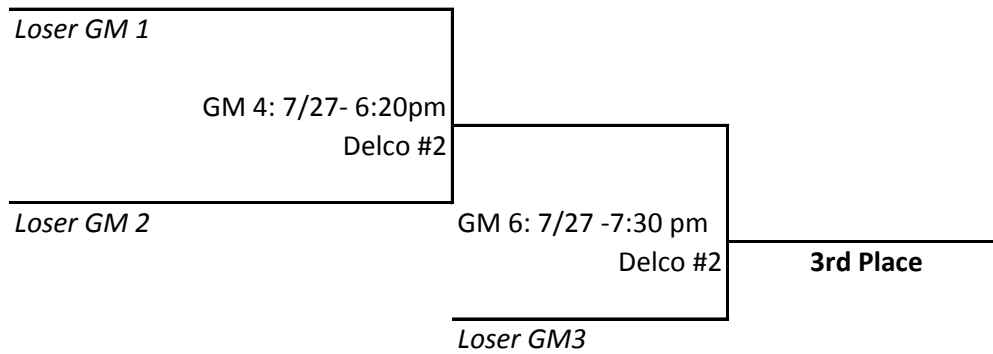 Loser GM 1
GM 4: 7/27- 6:20pm
Delco #2
Loser GM 2
GM 6: 7/27 -7:30 pm
Delco #2
3rd Place
Loser GM3